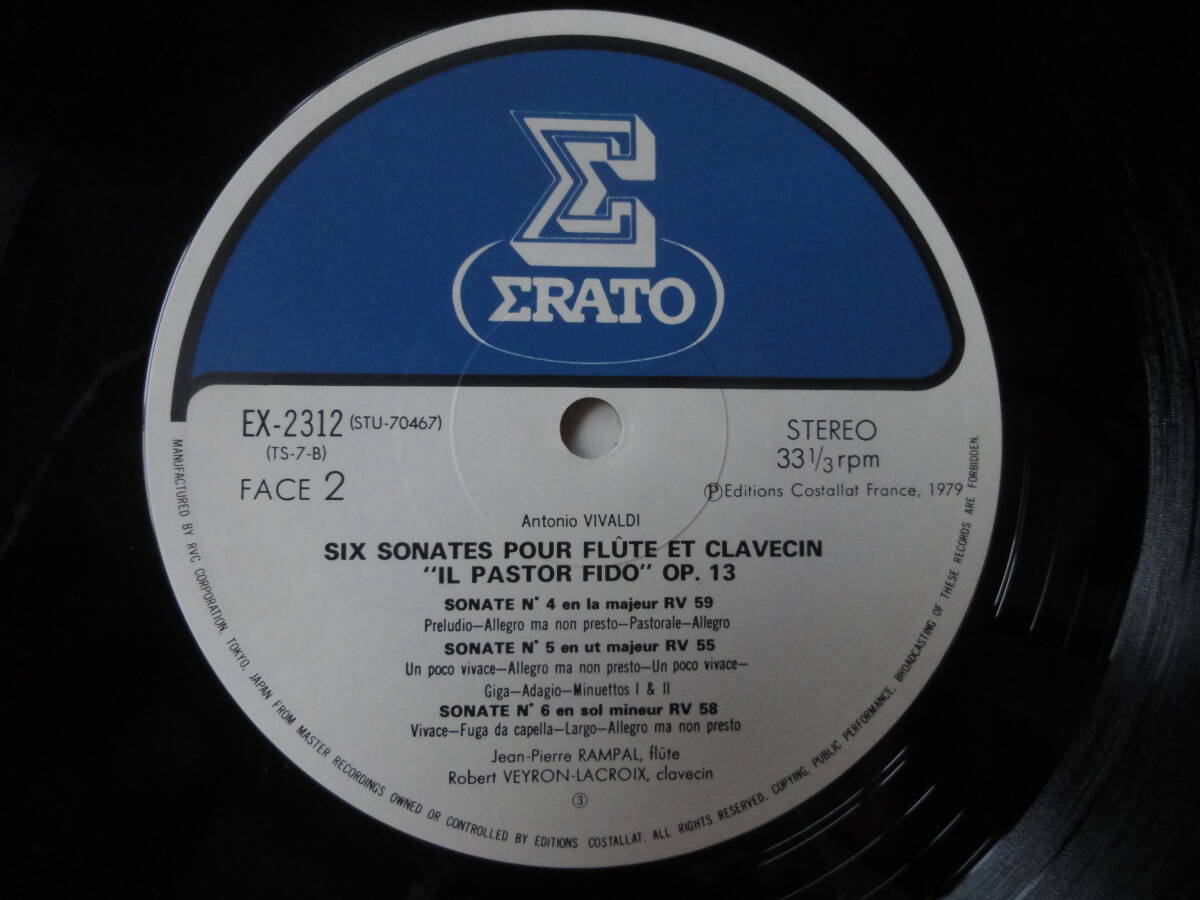 Σ
ΣRATO
EX-2312 (STU-70467)
(TS-7-B)
FACE 2
STEREO
33 1/3 rpm
Ⓟ Editions Costallat France, 1979
Antonio VIVALDI
SIX SONATES POUR FLÛTE ET CLAVECIN
"IL PASTOR FIDO" OP. 13
SONATE N° 4 en la majeur RV 59
Preludio—Allegro ma non presto—Pastorale—Allegro
SONATE N° 5 en ut majeur RV 55
Un poco vivace—Allegro ma non presto—Un poco vivace—
Giga—Adagio—Minuettos I & II
SONATE N° 6 en sol mineur RV 58
Vivace—Fuga da capella—Largo—Allegro ma non presto
Jean-Pierre RAMPAL, flûte
Robert VEYRON-LACROIX, clavecin
③
MANUFACTURED BY RVC CORPORATION, TOKYO, JAPAN FROM MASTER RECORDINGS OWNED OR CONTROLLED BY EDITIONS COSTALLAT. ALL RIGHTS RESERVED, COPYING, PUBLIC PERFORMANCE, BROADCASTING OF THESE RECORDS ARE FORBIDDEN.